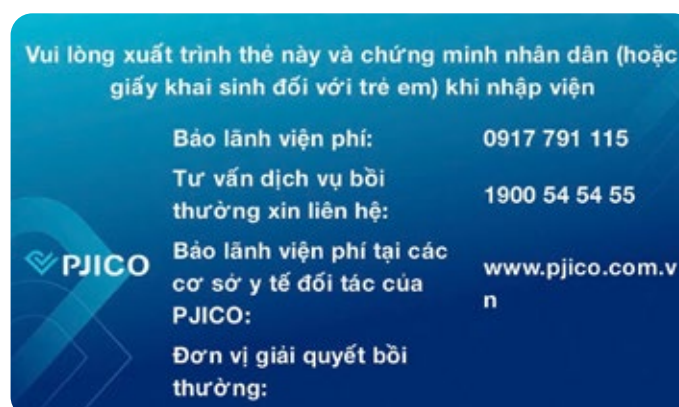 Vui lòng xuất trình thẻ này và chứng minh nhân dân (hoặc
giấy khai sinh đối với trẻ em) khi nhập viện
Bảo lãnh viện phí:
0917 791 115
Tư vấn dịch vụ bồi
thường xin liên hệ:
1900 54 54 55
PJICO
Bảo lãnh viện phí tại các
cơ sở y tế đối tác của
PJICO:
www.pjico.com.v
n
Đơn vị giải quyết bồi
thường: